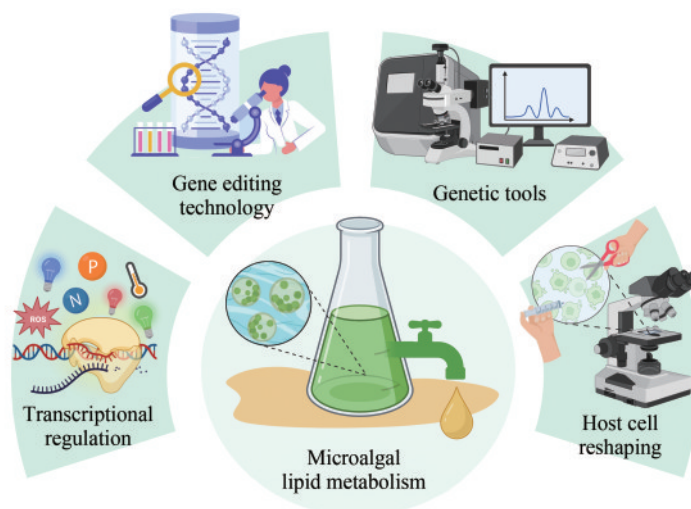 Gene editing
technology
Genetic tools
P
N
ROS
Transcriptional
regulation
Host cell
reshaping
Microalgal
lipid metabolism